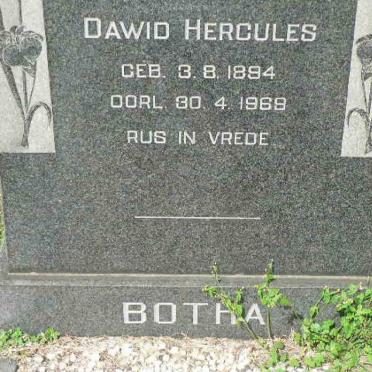 DAWID HERCULES
GEB. 3. 8. 1894
OORL. 30. 4. 1969
RUS IN VREDE
BOTHA